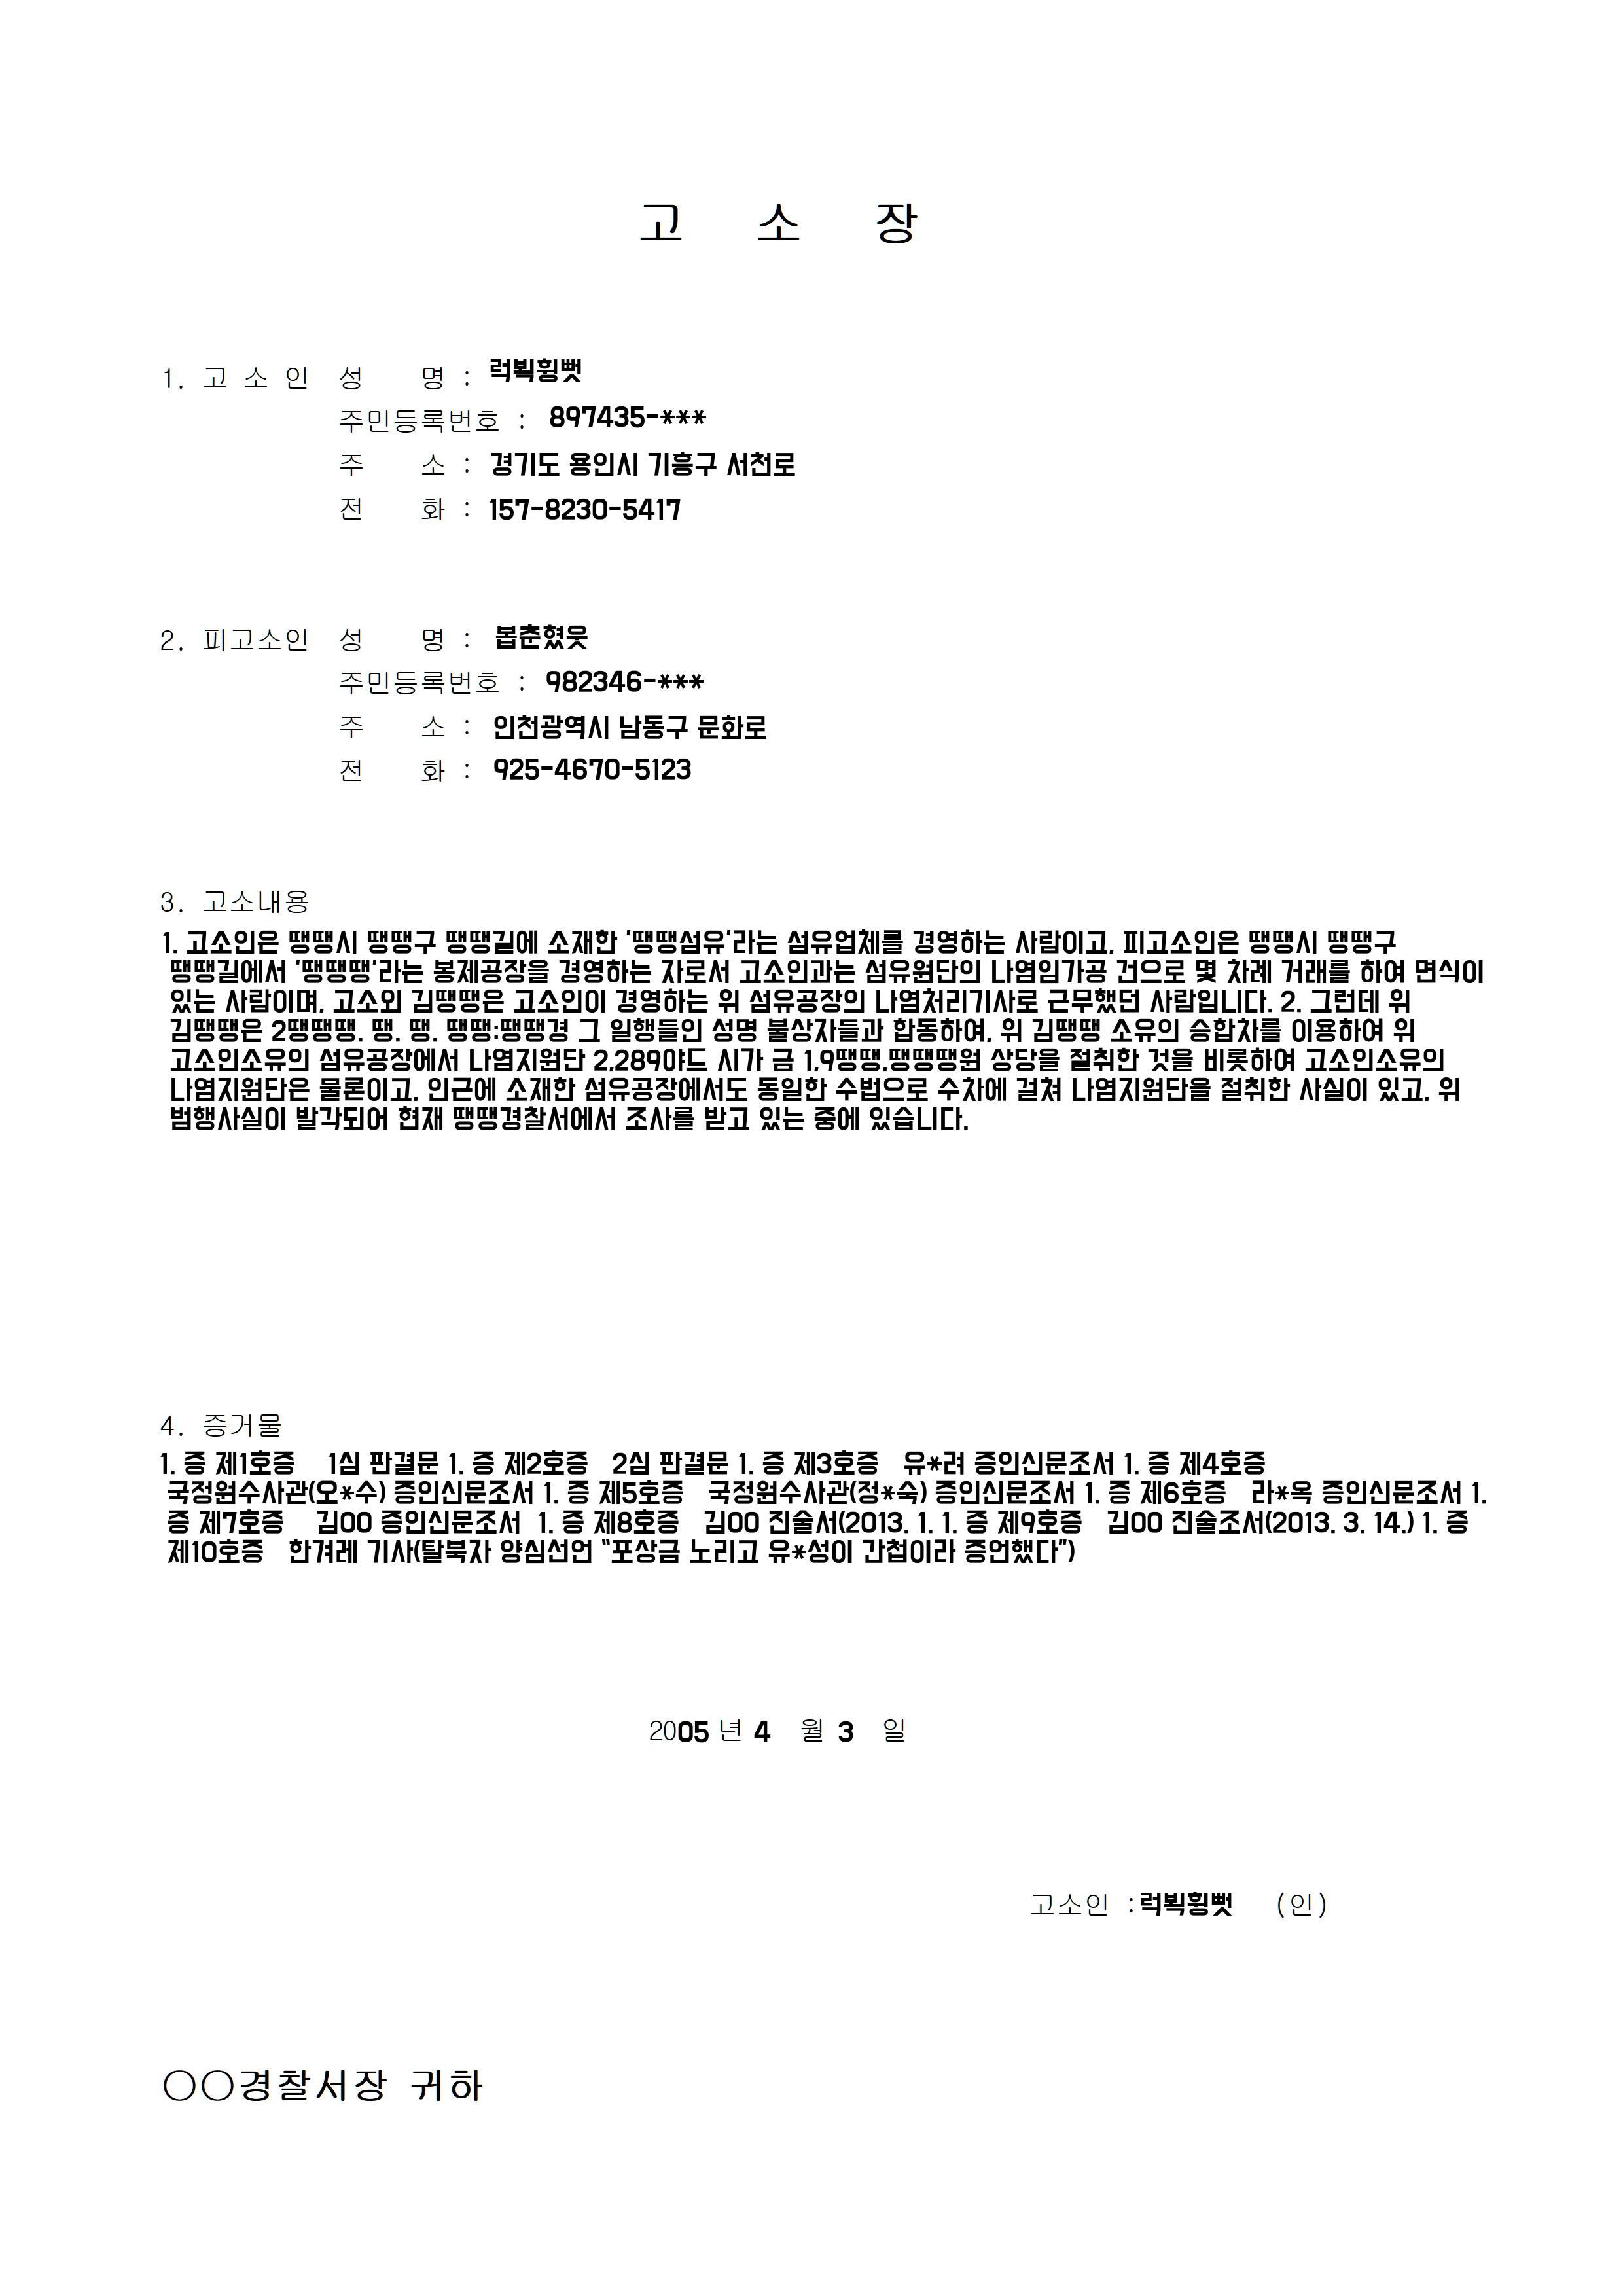 고 소 장
1. 고 소 인 성 명 : 럭뵉휭뻣
주민등록번호 : 897435-***
주 소 : 경기도 용인시 기흥구 서천로
전 화 : 157-8230-5417
2. 피고소인 성 명 : 봅춘혔웃
주민등록번호 : 982346-***
주 소 : 인천광역시 남동구 문화로
전 화 : 925-4670-5123
3. 고소내용
1. 고소인은 땡땡시 땡땡구 땡땡길에 소재한 '땡땡섬유'라는 섬유업체를 경영하는 사람이고, 피고소인은 땡땡시 땡땡구
땡땡길에서 '땡땡땡'라는 봉제공장을 경영하는 자로서 고소인과는 섬유원단의 나염임가공 건으로 몇 차례 거래를 하여 면식이
있는 사람이며, 고소외 김땡땡은 고소인이 경영하는 위 섬유공장의 나염처리기사로 근무했던 사람입니다. 2. 그런데 위
김땡땡은 2땡땡땡. 땡. 땡. 땡땡:땡땡경 그 일행들인 성명 불상자들과 합동하여, 위 김땡땡 소유의 승합차를 이용하여 위
고소인소유의 섬유공장에서 나염지원단 2,289야드 시가 금 1,9땡땡,땡땡땡원 상당을 절취한 것을 비롯하여 고소인소유의
나염지원단은 물론이고, 인근에 소재한 섬유공장에서도 동일한 수법으로 수차에 걸쳐 나염지원단을 절취한 사실이 있고, 위
범행사실이 발각되어 현재 땡땡경찰서에서 조사를 받고 있는 중에 있습니다.
4. 증거물
1. 증 제1호증 1심 판결문 1. 증 제2호증 2심 판결문 1. 증 제3호증 유*려 증인신문조서 1. 증 제4호증
국정원수사관(오*수) 증인신문조서 1. 증 제5호증 국정원수사관(정*숙) 증인신문조서 1. 증 제6호증 라*옥 증인신문조서 1.
증 제7호증 김00 증인신문조서 1. 증 제8호증 김00 진술서(2013. 1. 1. 증 제9호증 김00 진술조서(2013. 3. 14.) 1. 증
제10호증 한겨레 기사(탈북자 양심선언 "포상금 노리고 유*성이 간첩이라 증언했다")
2005 년 4 월 3 일
고소인 : 럭뵉휭뻣 (인)
○○경찰서장 귀하